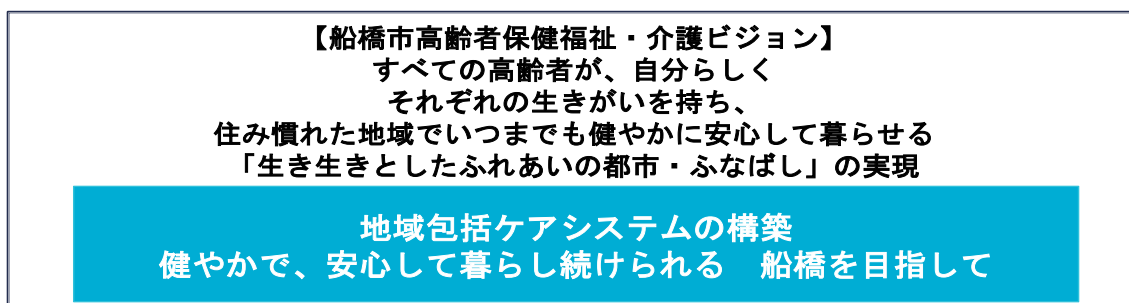 【船橋市高齢者保健福祉・介護ビジョン】
すべての高齢者が、自分らしく
それぞれの生きがいを持ち、
住み慣れた地域でいつまでも健やかに安心して暮らせる
「生き生きとしたふれあいの都市・ふなばし」の実現
地域包括ケアシステムの構築
健やかで、安心して暮らし続けられる　船橋を目指して